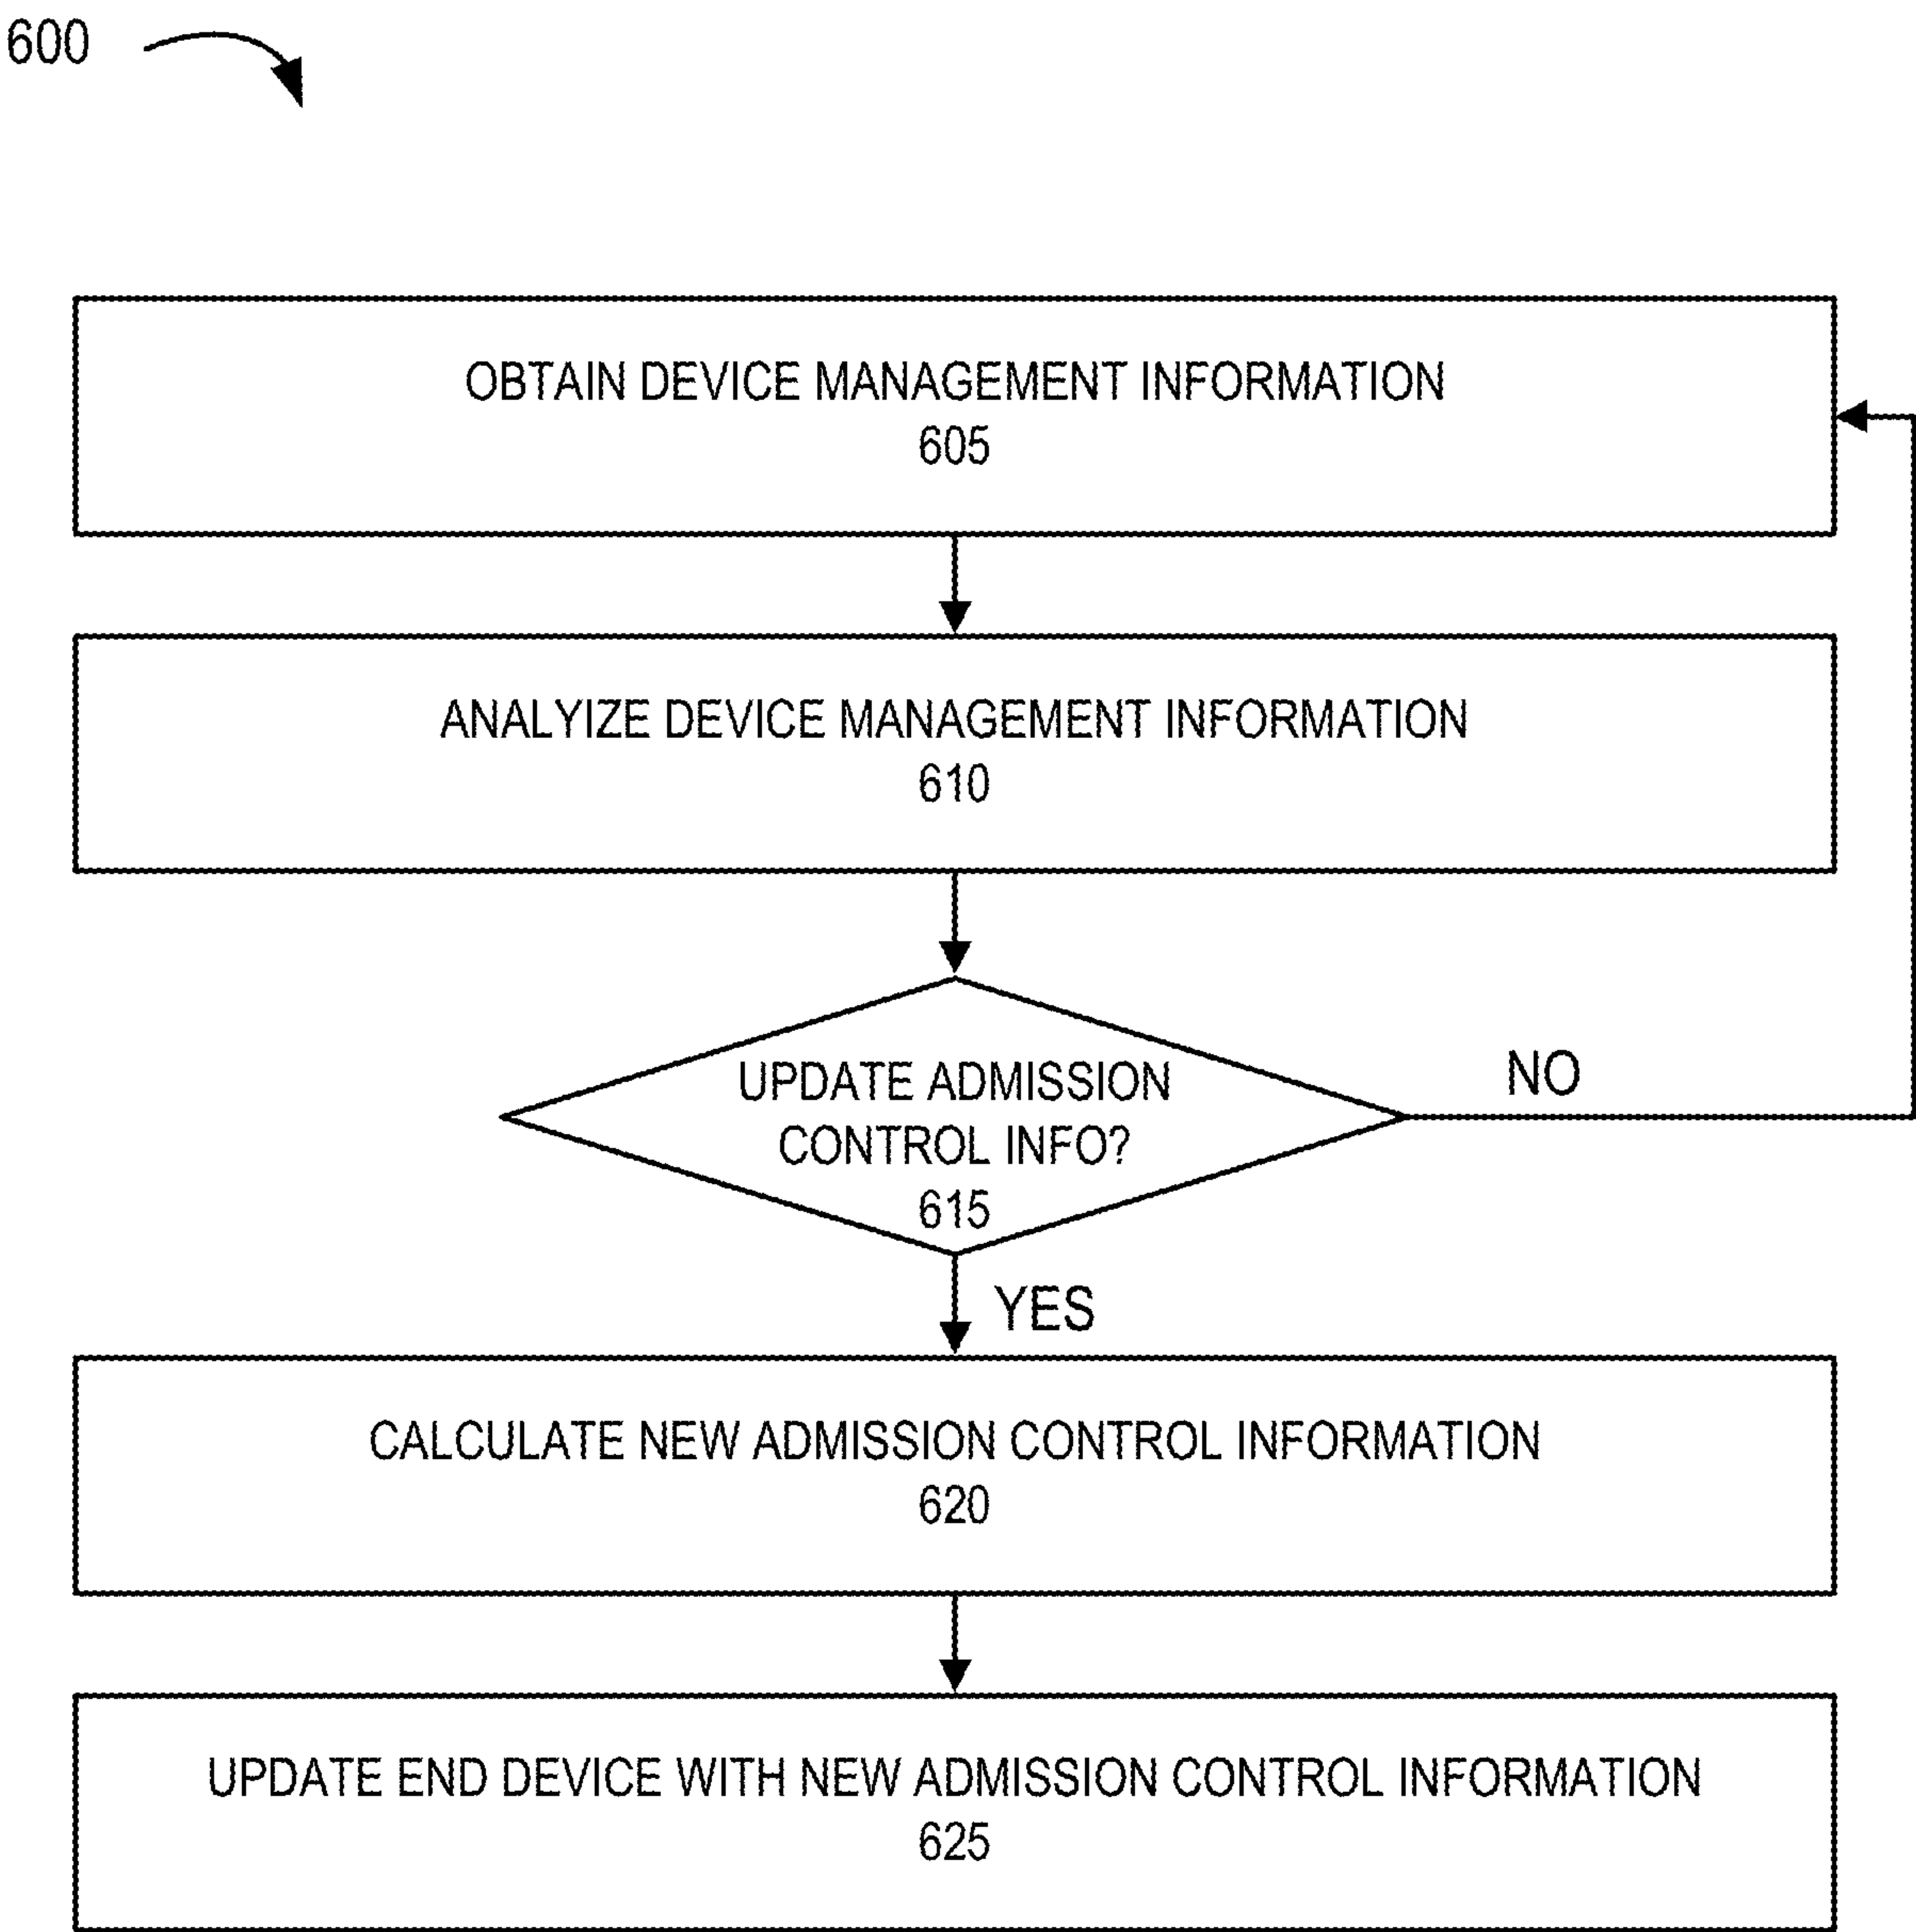 600
OBTAIN DEVICE MANAGEMENT INFORMATION
605
ANALYIZE DEVICE MANAGEMENT INFORMATION
610
UPDATE ADMISSION
CONTROL INFO?
615
NO
YES
CALCULATE NEW ADMISSION CONTROL INFORMATION
620
UPDATE END DEVICE WITH NEW ADMISSION CONTROL INFORMATION
625